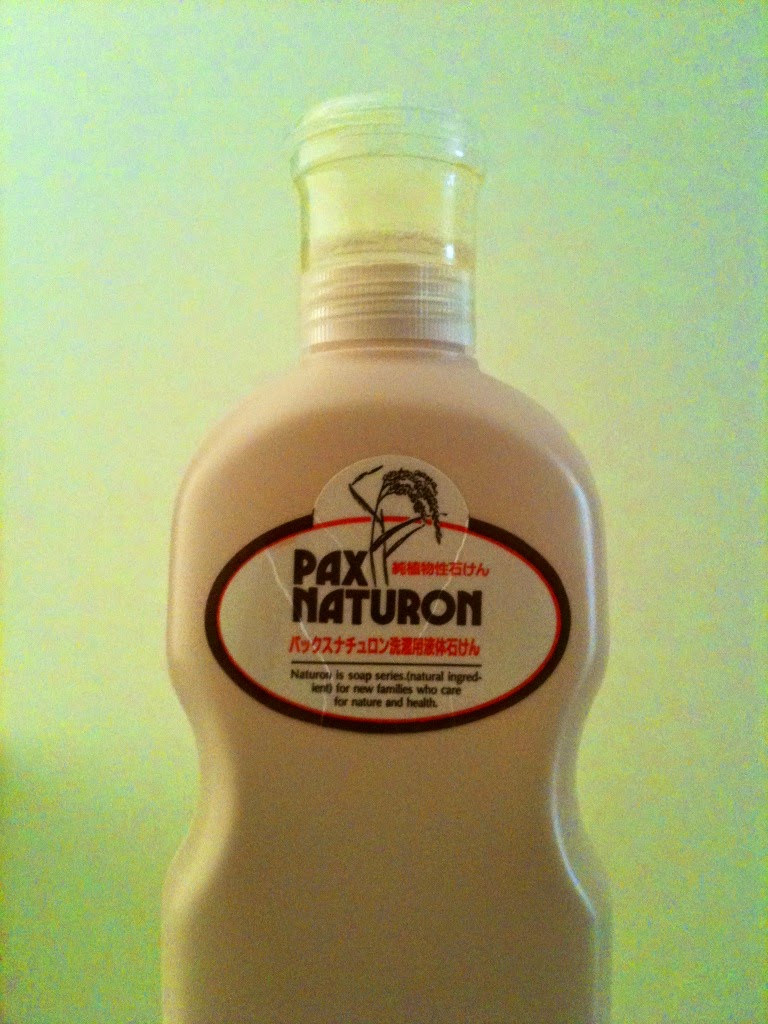 PAX
純植物性石けん
NATURON
パックスナチュロン洗濯用液体石けん
Naturon is soap series.(natural ingred-
ient) for new families who care
for nature and health.